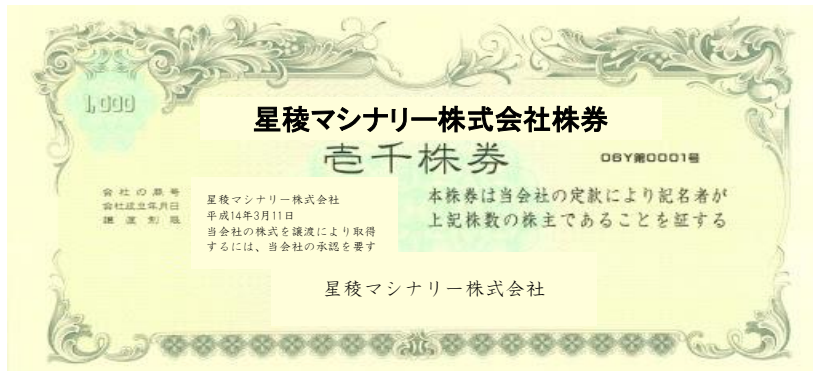 1,000
星稜マシナリー株式会社株券
壱千株券
06Y第0001号
会社の商号
星稜マシナリー株式会社
会社成立年月日
平成14年3月11日
譲渡制限
当会社の株式を譲渡により取得
するには、当会社の承認を要す
本株券は当会社の定款により記名者が
上記株数の株主であることを証する
星稜マシナリー株式会社